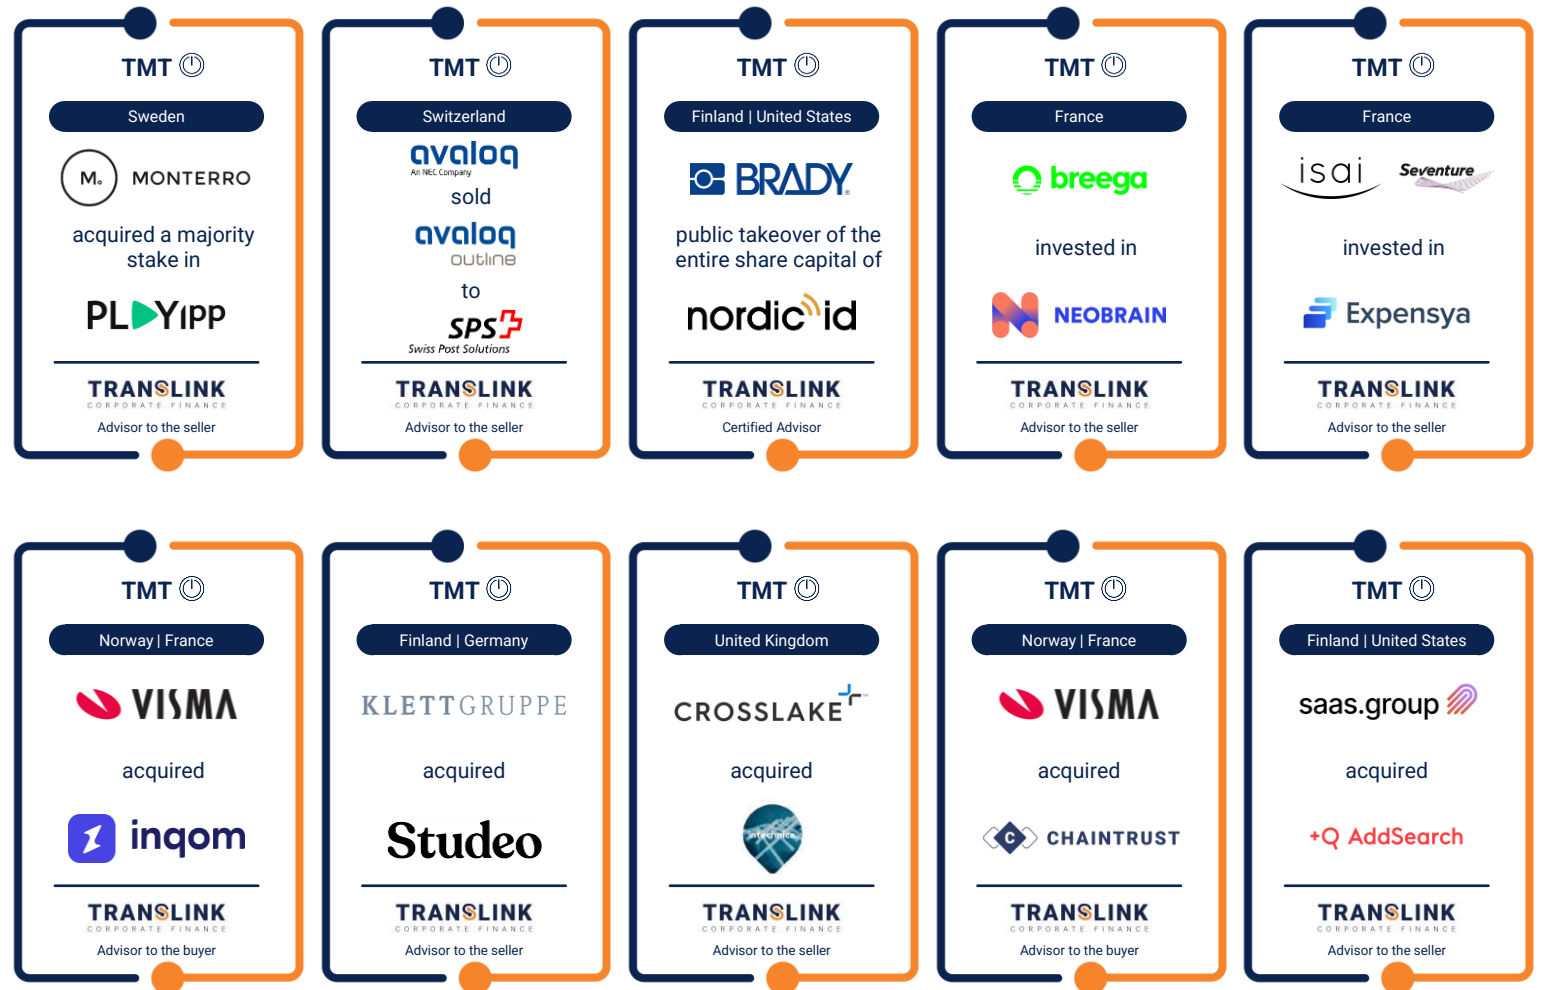 TMT
Sweden
M. MONTERRO
acquired a majority
stake in
PLAYipp
TRANSLINK
CORPORATE FINANCE
Advisor to the seller
TMT
Switzerland
avaloq
An NEC Company
sold
avaloq
outline
to
SPS
Swiss Post Solutions
TRANSLINK
CORPORATE FINANCE
Advisor to the seller
TMT
Finland | United States
BRADY
public takeover of the
entire share capital of
nordic id
TRANSLINK
CORPORATE FINANCE
Certified Advisor
TMT
France
breega
invested in
NEOBRAIN
TRANSLINK
CORPORATE FINANCE
Advisor to the seller
TMT
France
isai Seventure
invested in
Expensya
TRANSLINK
CORPORATE FINANCE
Advisor to the seller
TMT
Norway | France
VISMA
acquired
inqom
TRANSLINK
CORPORATE FINANCE
Advisor to the buyer
TMT
Finland | Germany
KLETT GRUPPE
acquired
Studeo
TRANSLINK
CORPORATE FINANCE
Advisor to the seller
TMT
United Kingdom
CROSSLAKE
acquired
intechnica
TRANSLINK
CORPORATE FINANCE
Advisor to the seller
TMT
Norway | France
VISMA
acquired
C CHAINTRUST
TRANSLINK
CORPORATE FINANCE
Advisor to the buyer
TMT
Finland | United States
saas.group
acquired
AddSearch
TRANSLINK
CORPORATE FINANCE
Advisor to the seller